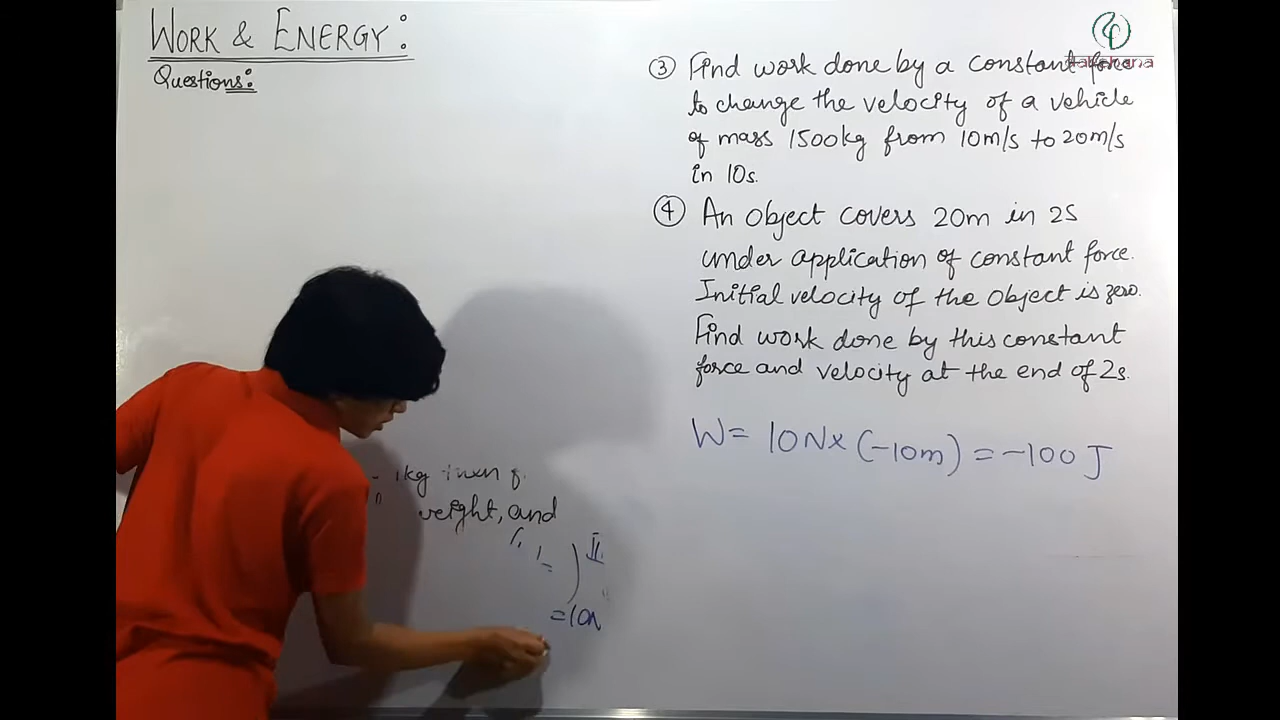 WORK & ENERGY:
Questions:
1kg
weight, and
II
=10N
③ Find work done by a constant force
to change the velocity of a vehicle
of mass 1500kg from 10m/s to 20m/s
in 10s.
④ An object covers 20m in 2s
under application of constant force.
Initial velocity of the object is zero.
Find work done by this constant
force and velocity at the end of 2s.
W= 10N x (-10m) = -100 J